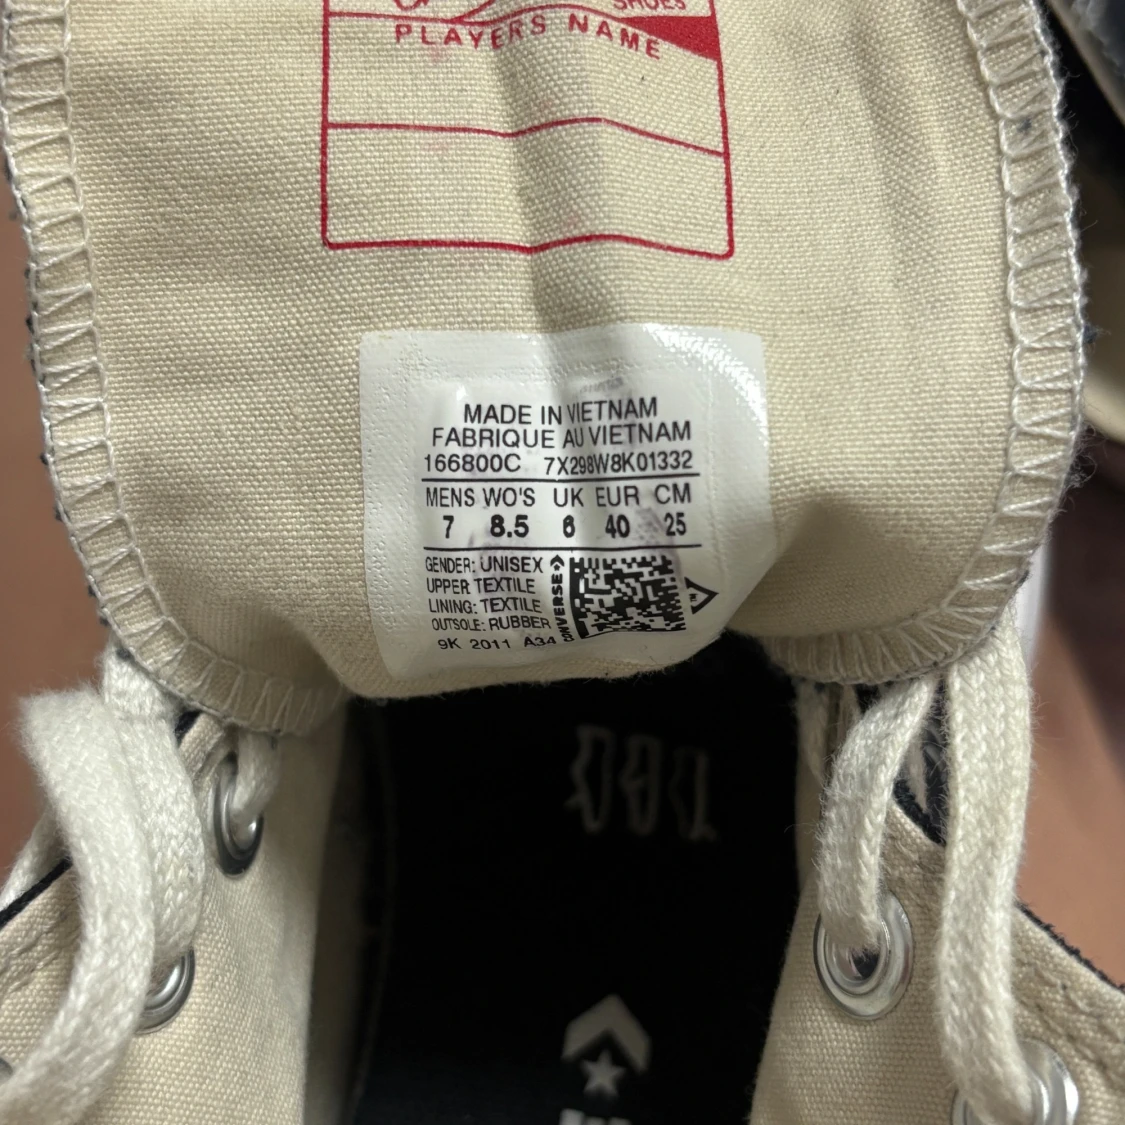 SHOES
PLAYERS NAME
MADE IN VIETNAM
FABRIQUE AU VIETNAM
166800C 7X298W8K01332
MENS WO'S UK EUR CM
7 8.5 6 40 25
GENDER: UNISEX
UPPER TEXTILE
LINING: TEXTILE
OUTSOLE: RUBBER
9K 2011 A34
CONVERSE
TM